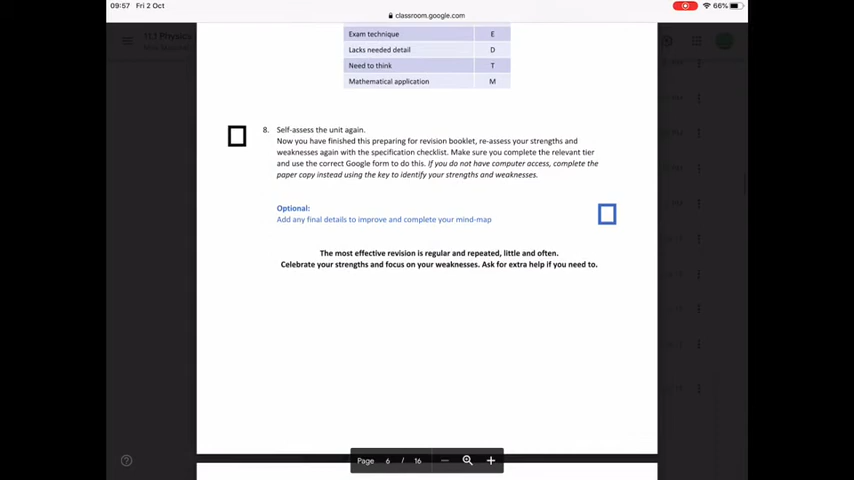 09:57 Fri 2 Oct
66%
classroom.google.com
11.1 Physics
Exam technique E
Lacks needed detail D
Need to think T
Mathematical application M
8. Self-assess the unit again.
Now you have finished this preparing for revision booklet, re-assess your strengths and
weaknesses again with the specification checklist. Make sure you complete the relevant tier
and use the correct Google form to do this. If you do not have computer access, complete the
paper copy instead using the key to identify your strengths and weaknesses.
Optional:
Add any final details to improve and complete your mind-map
The most effective revision is regular and repeated, little and often.
Celebrate your strengths and focus on your weaknesses. Ask for extra help if you need to.
Page 6 / 16